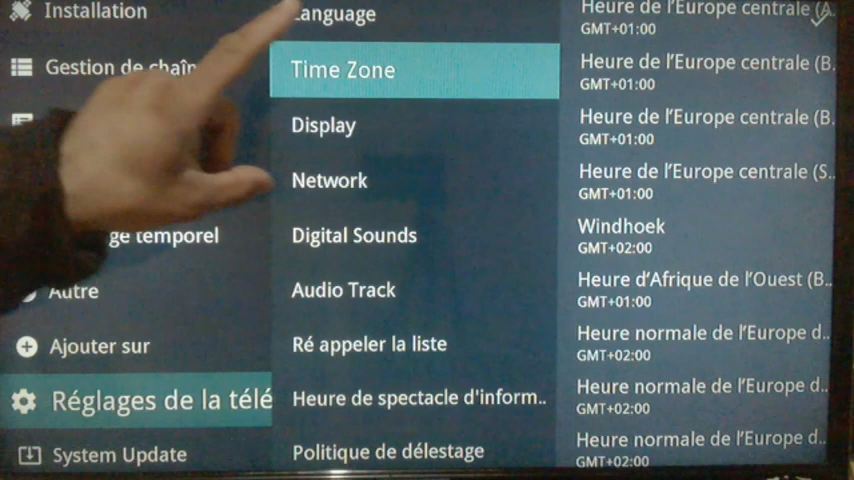 Installation
Gestion de chaîn
ge temporel
Autre
Ajouter sur
Réglages de la télé
System Update
Language
Time Zone
Display
Network
Digital Sounds
Audio Track
Ré appeler la liste
Heure de spectacle d'inform..
Politique de délestage
Heure de l'Europe centrale (A.
GMT+01:00
Heure de l'Europe centrale (B.
GMT+01:00
Heure de l'Europe centrale (B.
GMT+01:00
Heure de l'Europe centrale (S..
GMT+01:00
Windhoek
GMT+02:00
Heure d'Afrique de l'Ouest (B..
GMT+01:00
Heure normale de l'Europe d..
GMT+02:00
Heure normale de l'Europe d..
GMT+02:00
Heure normale de l'Europe d..
GMT+02:00